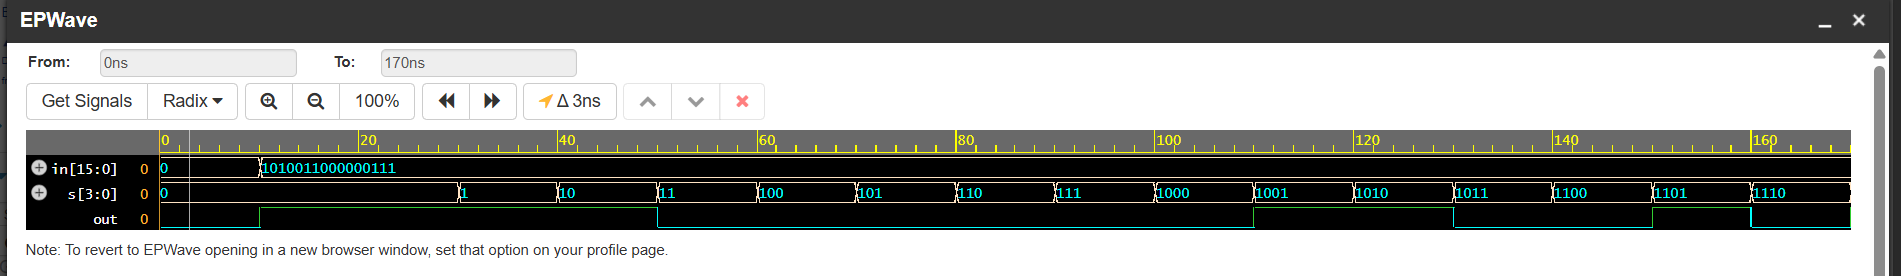 EPWave
From: 0ns To: 170ns
Get Signals Radix 100% Δ 3ns
0 20 40 60 80 100 120 140 160
in[15:0] 0 0 1010011000000111
s[3:0] 0 0 1 10 11 100 101 110 111 1000 1001 1010 1011 1100 1101 1110
out 0
Note: To revert to EPWave opening in a new browser window, set that option on your profile page.